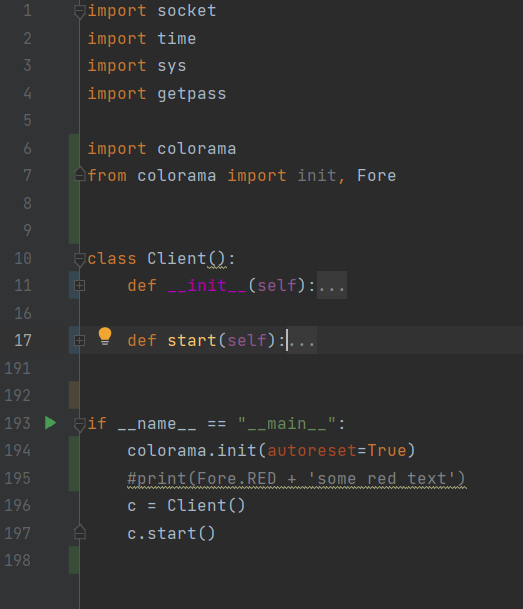 1 import socket
2 import time
3 import sys
4 import getpass
5
6 import colorama
7 from colorama import init, Fore
8
9
10 class Client():
11     def __init__(self):...
16
17     def start(self):...
191
192
193 if __name__ == "__main__":
194     colorama.init(autoreset=True)
195     #print(Fore.RED + 'some red text')
196     c = Client()
197     c.start()
198